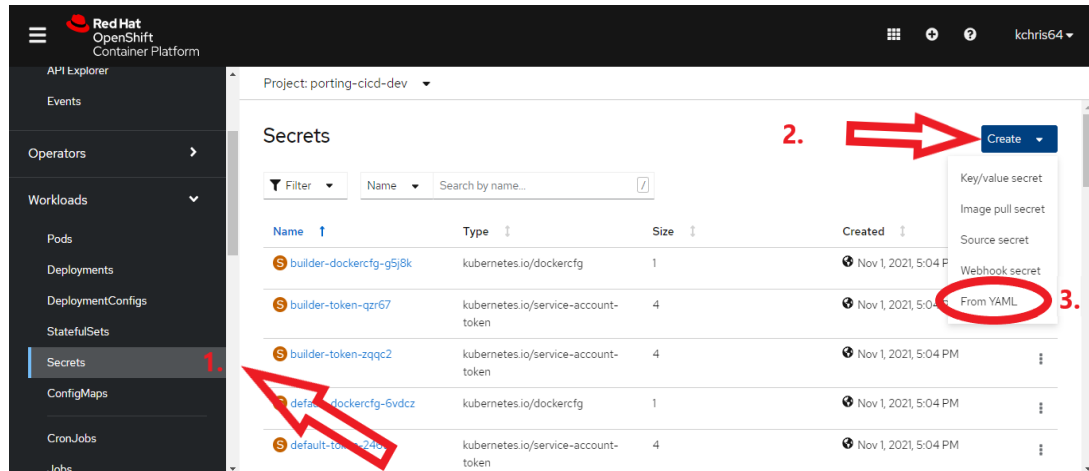 Red Hat
OpenShift
Container Platform
kchris64
API Explorer
Events
Operators
Workloads
Pods
Deployments
DeploymentConfigs
StatefulSets
Secrets
1.
ConfigMaps
CronJobs
Jobs
Project: porting-cicd-dev
Secrets
2.
Create
Filter
Name
Search by name...
/
Key/value secret
Image pull secret
Source secret
Webhook secret
From YAML
3.
Name Type Size Created
S builder-dockercfg-g5j8k kubernetes.io/dockercfg 1 Nov 1, 2021, 5:04 P
S builder-token-qzr67 kubernetes.io/service-account- 4 Nov 1, 2021, 5:04
token
S builder-token-zqqc2 kubernetes.io/service-account- 4 Nov 1, 2021, 5:04 PM
token
dockercfg-6vdcz kubernetes.io/dockercfg 1 Nov 1, 2021, 5:04 PM
S kubernetes.io/service-account- 4 Nov 1, 2021, 5:04 PM
token